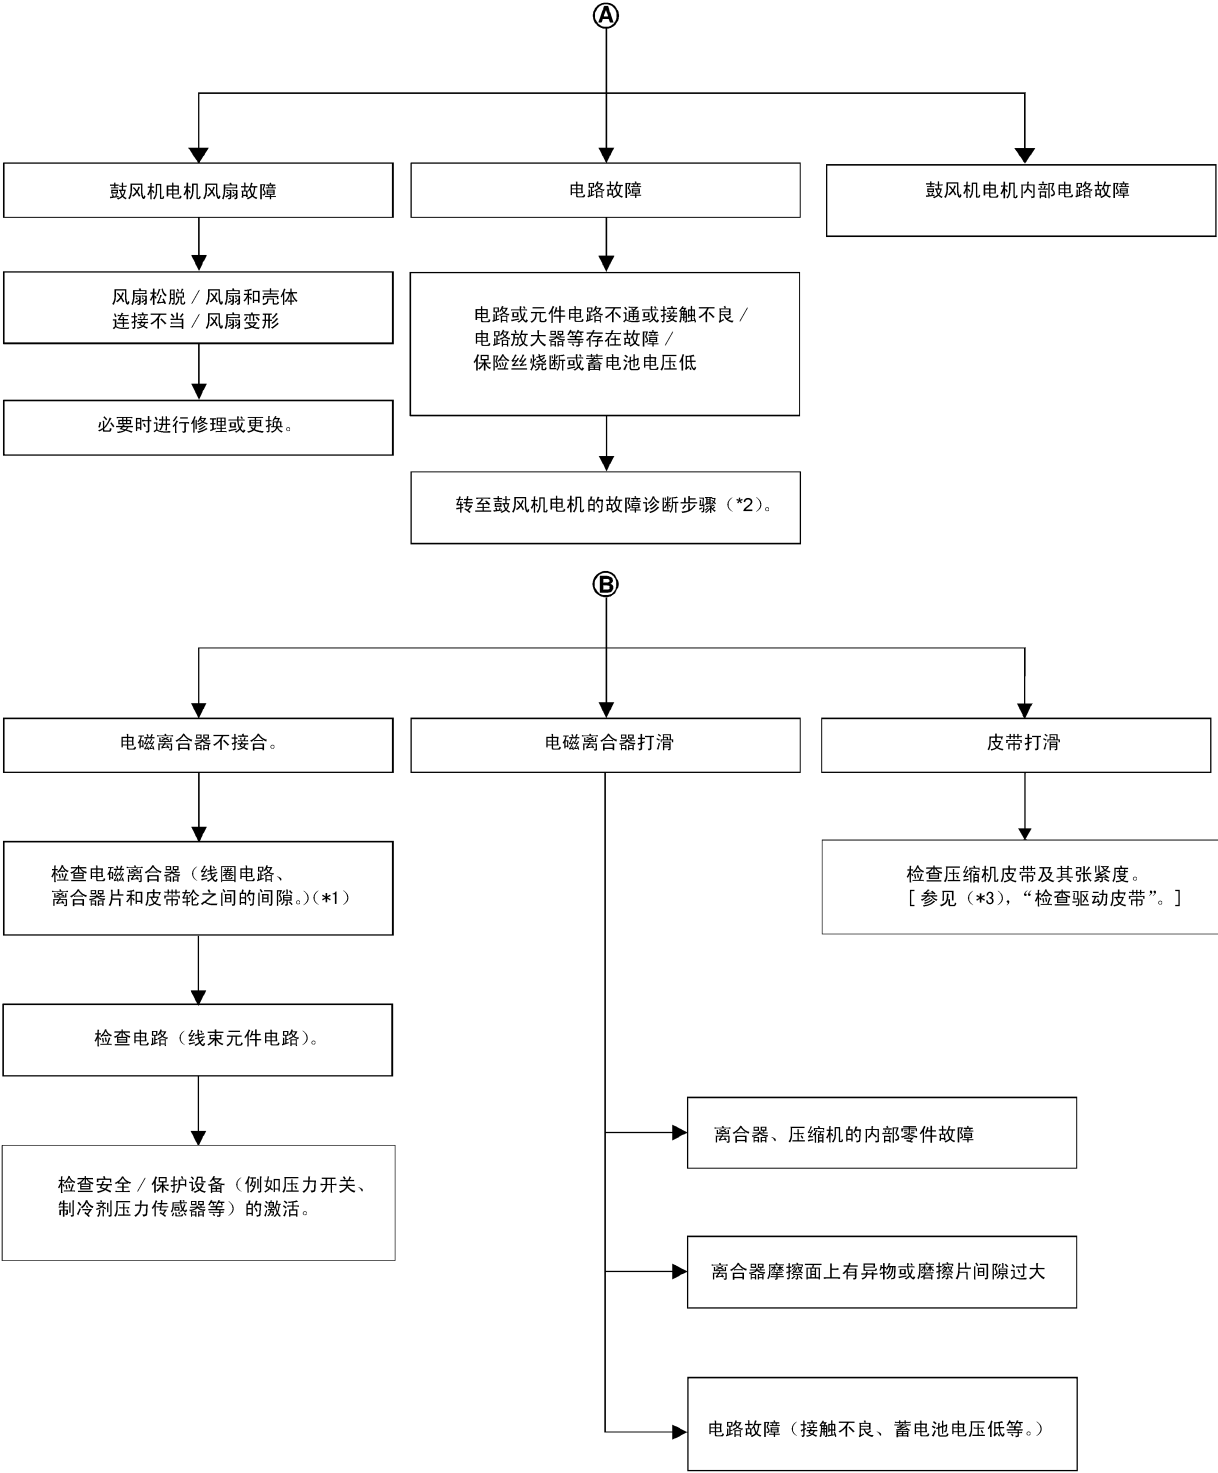 A
鼓风机电机风扇故障
电路故障
鼓风机电机内部电路故障
风扇松脱/风扇和壳体
连接不当/风扇变形
电路或元件电路不通或接触不良/
电路放大器等存在故障/
保险丝烧断或蓄电池电压低
必要时进行修理或更换。
转至鼓风机电机的故障诊断步骤（*2）。
B
电磁离合器不接合。
电磁离合器打滑
皮带打滑
检查电磁离合器（线圈电路、
离合器片和皮带轮之间的间隙。）（*1）
检查压缩机皮带及其张紧度。
[参见（*3），“检查驱动皮带”。]
检查电路（线束元件电路）。
离合器、压缩机的内部零件故障
检查安全/保护设备（例如压力开关、
制冷剂压力传感器等）的激活。
离合器摩擦面上有异物或磨擦片间隙过大
电路故障（接触不良、蓄电池电压低等。）